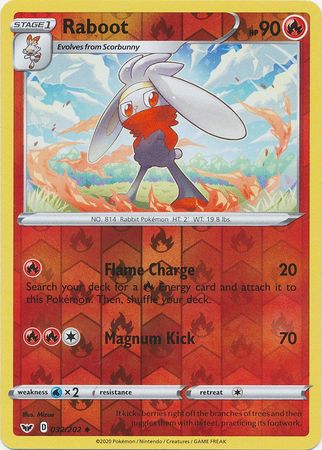 STAGE 1
Raboot
HP 90
Evolves from Scorbunny
NO. 814 Rabbit Pokémon HT: 2' WT: 19.8 lbs.
Flame Charge 20
Search your deck for a Energy card and attach it
to this Pokémon. Then, shuffle your deck.
Magnum Kick 70
weakness ×2 resistance retreat
Illus. Mizue
D 032/202 ◆
It kicks berries right off the branches of trees and then
juggles them with its feet, practicing its footwork.
©2020 Pokémon / Nintendo / Creatures / GAME FREAK